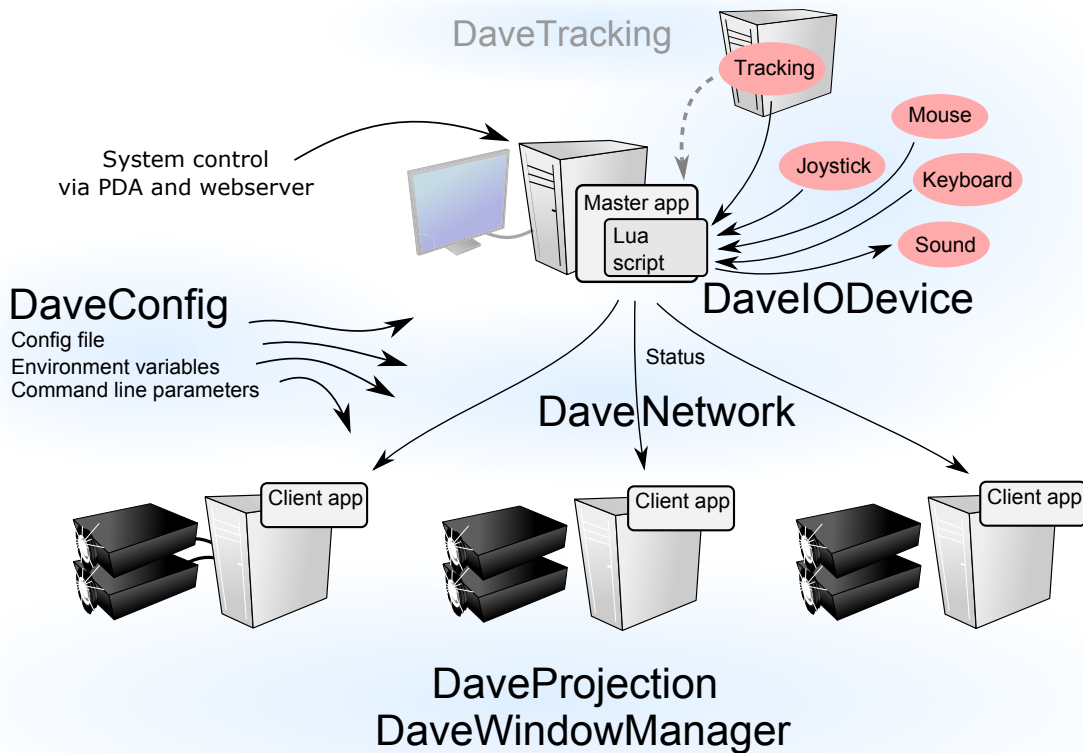 DaveTracking
Tracking
Mouse
System control
via PDA and webserver
Joystick
Keyboard
Master app
Lua
script
Sound
DaveIODevice
DaveConfig
Config file
Environment variables
Command line parameters
Status
DaveNetwork
Client app
Client app
Client app
DaveProjection
DaveWindowManager